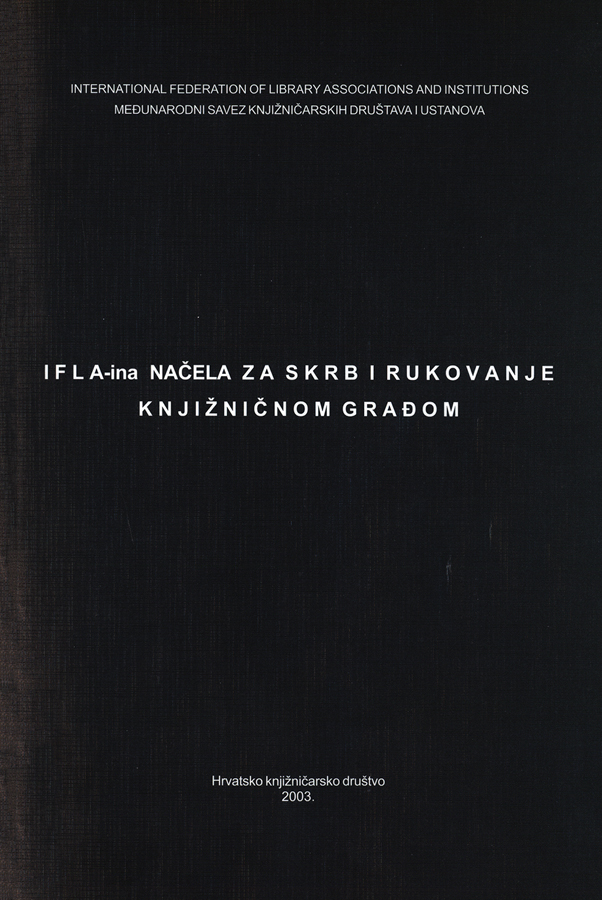 INTERNATIONAL FEDERATION OF LIBRARY ASSOCIATIONS AND INSTITUTIONS
MEĐUNARODNI SAVEZ KNJIŽNIČARSKIH DRUŠTAVA I USTANOVA
IFLA-ina NAČELA ZA SKRB I RUKOVANJE
KNJIŽNIČNOM GRAĐOM
Hrvatsko knjižničarsko društvo
2003.